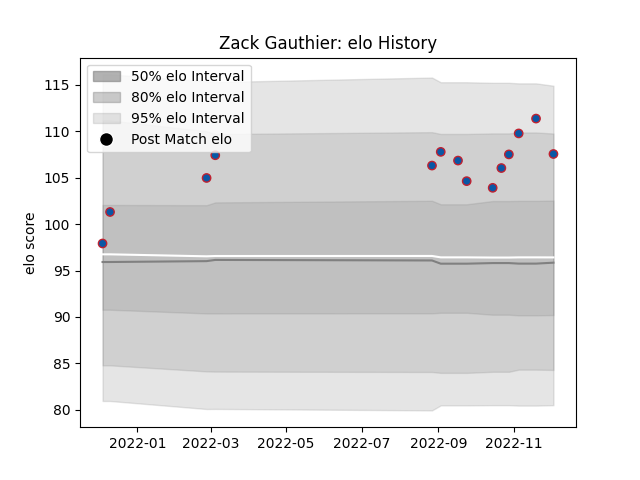 Zack Gauthier: elo History
50% elo Interval
80% elo Interval
95% elo Interval
Post Match elo
elo score
115
110
105
100
95
90
85
80
2022-01
2022-03
2022-05
2022-07
2022-09
2022-11